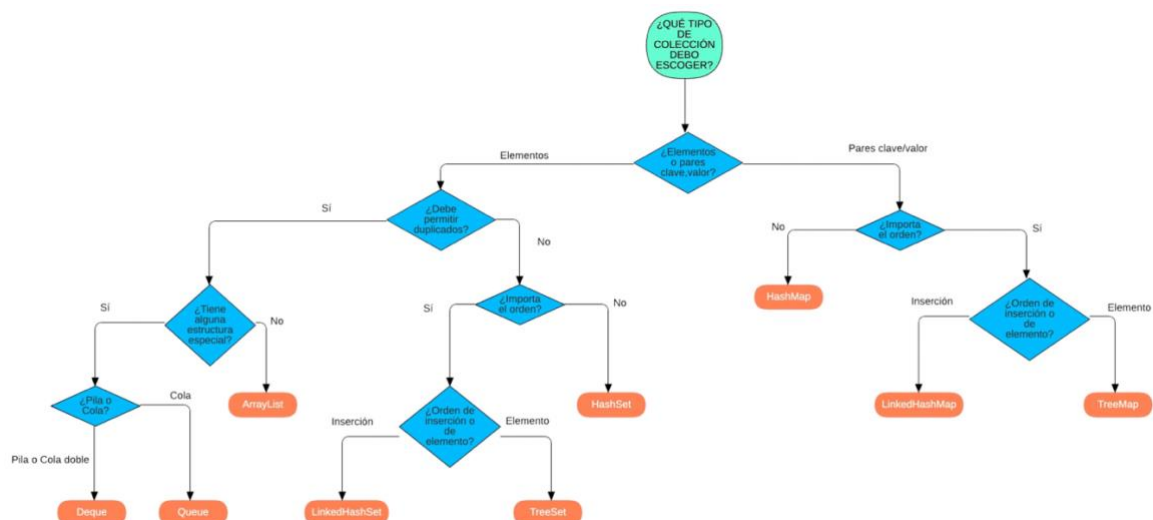 ¿QUÉ TIPO
DE
COLECCIÓN
DEBO
ESCOGER?
¿Elementos
o pares
clave,valor?
Elementos
Pares clave/valor
¿Debe
permitir
duplicados?
Sí
No
¿Importa
el orden?
No
Sí
HashMap
¿Tiene
alguna
estructura
especial?
Sí
No
¿Importa
el orden?
Sí
No
¿Orden de
inserción o
de
elemento?
Inserción
Elemento
¿Pila o
Cola?
Cola
ArrayList
HashSet
LinkedHashMap
TreeMap
¿Orden de
inserción o
de
elemento?
Inserción
Elemento
Pila o Cola doble
Deque
Queue
LinkedHashSet
TreeSet